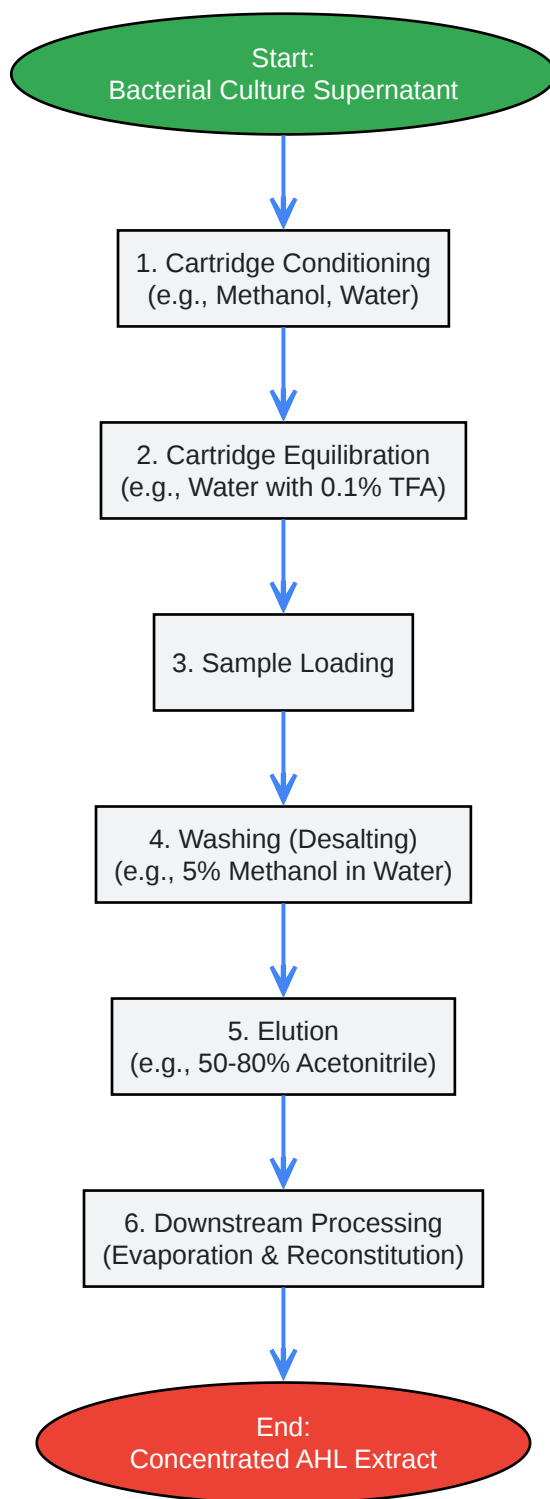 Start:
Bacterial Culture Supernatant
1. Cartridge Conditioning
(e.g., Methanol, Water)
2. Cartridge Equilibration
(e.g., Water with 0.1% TFA)
3. Sample Loading
4. Washing (Desalting)
(e.g., 5% Methanol in Water)
5. Elution
(e.g., 50-80% Acetonitrile)
6. Downstream Processing
(Evaporation & Reconstitution)
End:
Concentrated AHL Extract